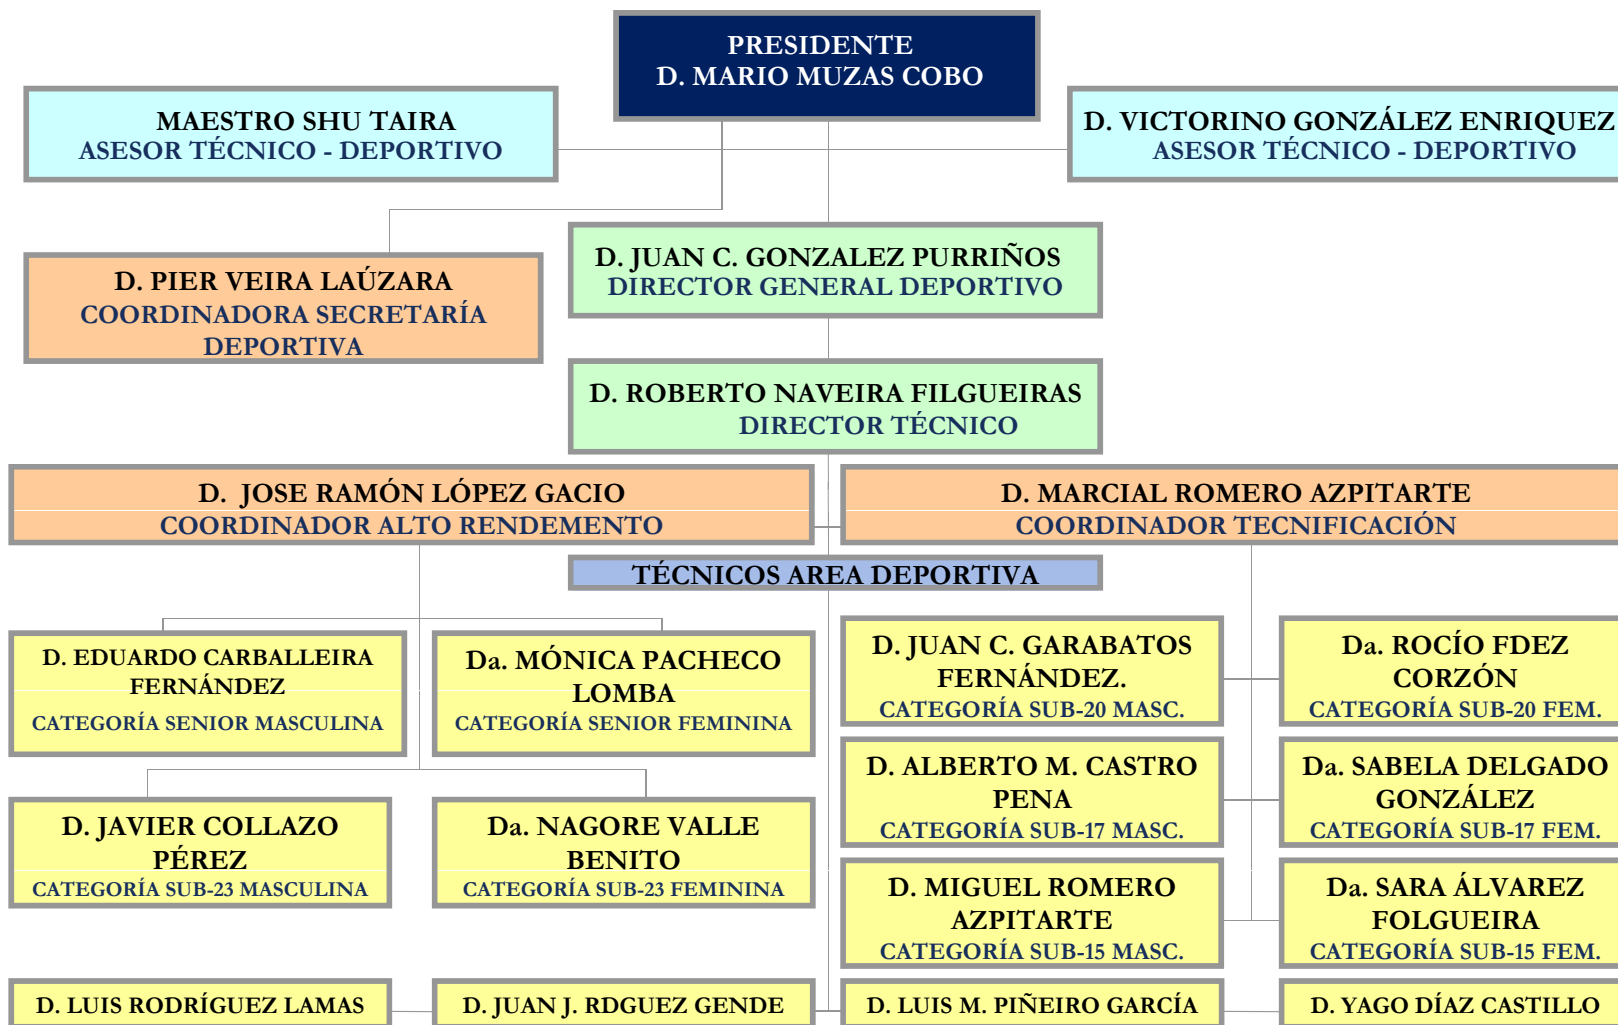 PRESIDENTE
D. MARIO MUZAS COBO
MAESTRO SHU TAIRA
ASESOR TÉCNICO - DEPORTIVO
D. VICTORINO GONZÁLEZ ENRIQUEZ
ASESOR TÉCNICO - DEPORTIVO
D. PIER VEIRA LAÚZARA
COORDINADORA SECRETARÍA
DEPORTIVA
D. JUAN C. GONZALEZ PURRIÑOS
DIRECTOR GENERAL DEPORTIVO
D. ROBERTO NAVEIRA FILGUEIRAS
DIRECTOR TÉCNICO
D. JOSE RAMÓN LÓPEZ GACIO
COORDINADOR ALTO RENDEMENTO
D. MARCIAL ROMERO AZPITARTE
COORDINADOR TECNIFICACIÓN
TÉCNICOS AREA DEPORTIVA
D. EDUARDO CARBALLEIRA
FERNÁNDEZ
CATEGORÍA SENIOR MASCULINA
Da. MÓNICA PACHECO
LOMBA
CATEGORÍA SENIOR FEMININA
D. JUAN C. GARABATOS
FERNÁNDEZ.
CATEGORÍA SUB-20 MASC.
Da. ROCÍO FDEZ
CORZÓN
CATEGORÍA SUB-20 FEM.
D. JAVIER COLLAZO
PÉREZ
CATEGORÍA SUB-23 MASCULINA
Da. NAGORE VALLE
BENITO
CATEGORÍA SUB-23 FEMININA
D. ALBERTO M. CASTRO
PENA
CATEGORÍA SUB-17 MASC.
Da. SABELA DELGADO
GONZÁLEZ
CATEGORÍA SUB-17 FEM.
D. MIGUEL ROMERO
AZPITARTE
CATEGORÍA SUB-15 MASC.
Da. SARA ÁLVAREZ
FOLGUEIRA
CATEGORÍA SUB-15 FEM.
D. LUIS RODRÍGUEZ LAMAS
D. JUAN J. RDGUEZ GENDE
D. LUIS M. PIÑEIRO GARCÍA
D. YAGO DÍAZ CASTILLO